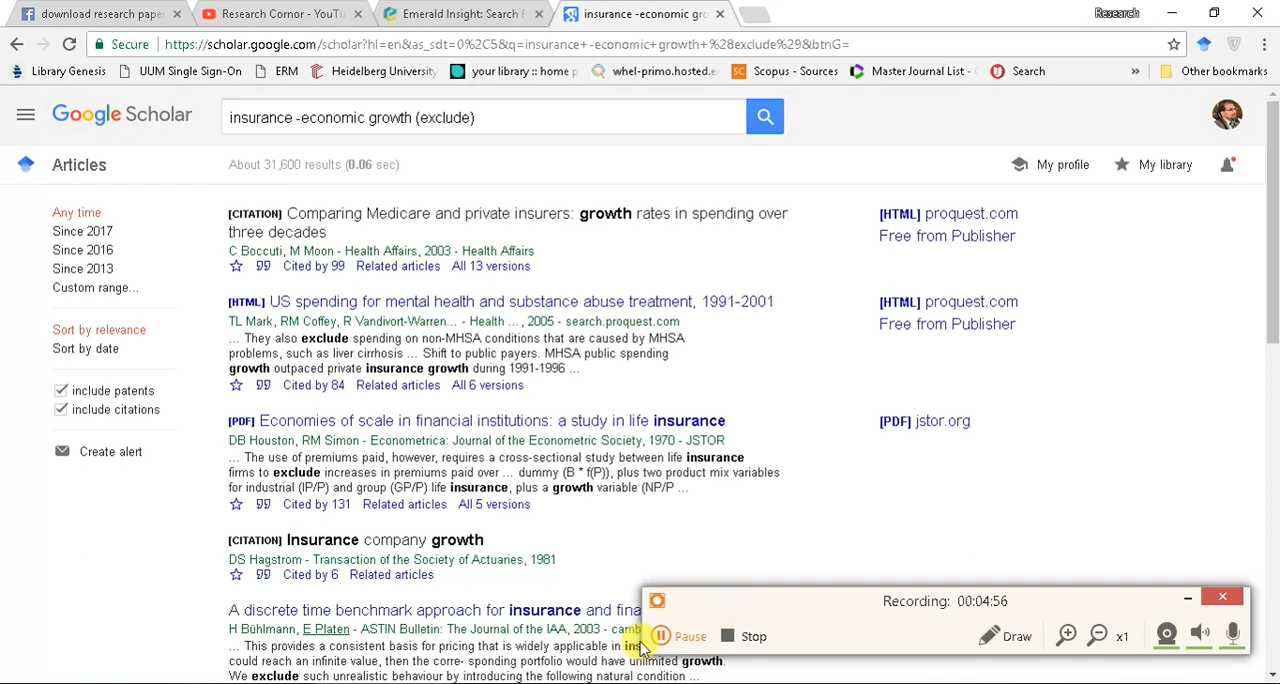 download research pape
Research Cornor - YouTu
Emerald Insight: Search R
insurance -economic gr
Research
Secure
https://scholar.google.com/scholar?hl=en&as_sdt=0%2C5&q=insurance+-economic+growth+%28exclude%29&btnG=
Library Genesis
UUM Single Sign-On
ERM
Heidelberg University
your library :: home p
whel-primo.hosted.e
Scopus - Sources
Master Journal List -
Search
»
Other bookmarks
Google Scholar
insurance -economic growth (exclude)
Articles
About 31,600 results (0.06 sec)
My profile
My library
Any time
Since 2017
Since 2016
Since 2013
Custom range...
Sort by relevance
Sort by date
include patents
include citations
Create alert
[CITATION] Comparing Medicare and private insurers: growth rates in spending over
three decades
C Boccuti, M Moon - Health Affairs, 2003 - Health Affairs
Cited by 99 Related articles All 13 versions
[HTML] proquest.com
Free from Publisher
[HTML] US spending for mental health and substance abuse treatment, 1991-2001
TL Mark, RM Coffey, R Vandivort-Warren... - Health ..., 2005 - search.proquest.com
... They also exclude spending on non-MHSA conditions that are caused by MHSA
problems, such as liver cirrhosis ... Shift to public payers. MHSA public spending
growth outpaced private insurance growth during 1991-1996 ...
Cited by 84 Related articles All 6 versions
[HTML] proquest.com
Free from Publisher
[PDF] Economies of scale in financial institutions: a study in life insurance
DB Houston, RM Simon - Econometrica: Journal of the Econometric Society, 1970 - JSTOR
... The use of premiums paid, however, requires a cross-sectional study between life insurance
firms to exclude increases in premiums paid over ... dummy (B * f(P)), plus two product mix variables
for industrial (IP/P) and group (GP/P) life insurance, plus a growth variable (NP/P ...
Cited by 131 Related articles All 5 versions
[PDF] jstor.org
[CITATION] Insurance company growth
DS Hagstrom - Transaction of the Society of Actuaries, 1981
Cited by 6 Related articles
A discrete time benchmark approach for insurance and fina
H Bühlmann, E Platen - ASTIN Bulletin: The Journal of the IAA, 2003 - camb
... This provides a consistent basis for pricing that is widely applicable in ins
could reach an infinite value, then the corre- sponding portfolio would have unlimited growth.
We exclude such unrealistic behaviour by introducing the following natural condition ...
Recording: 00:04:56
Pause
Stop
Draw
x1